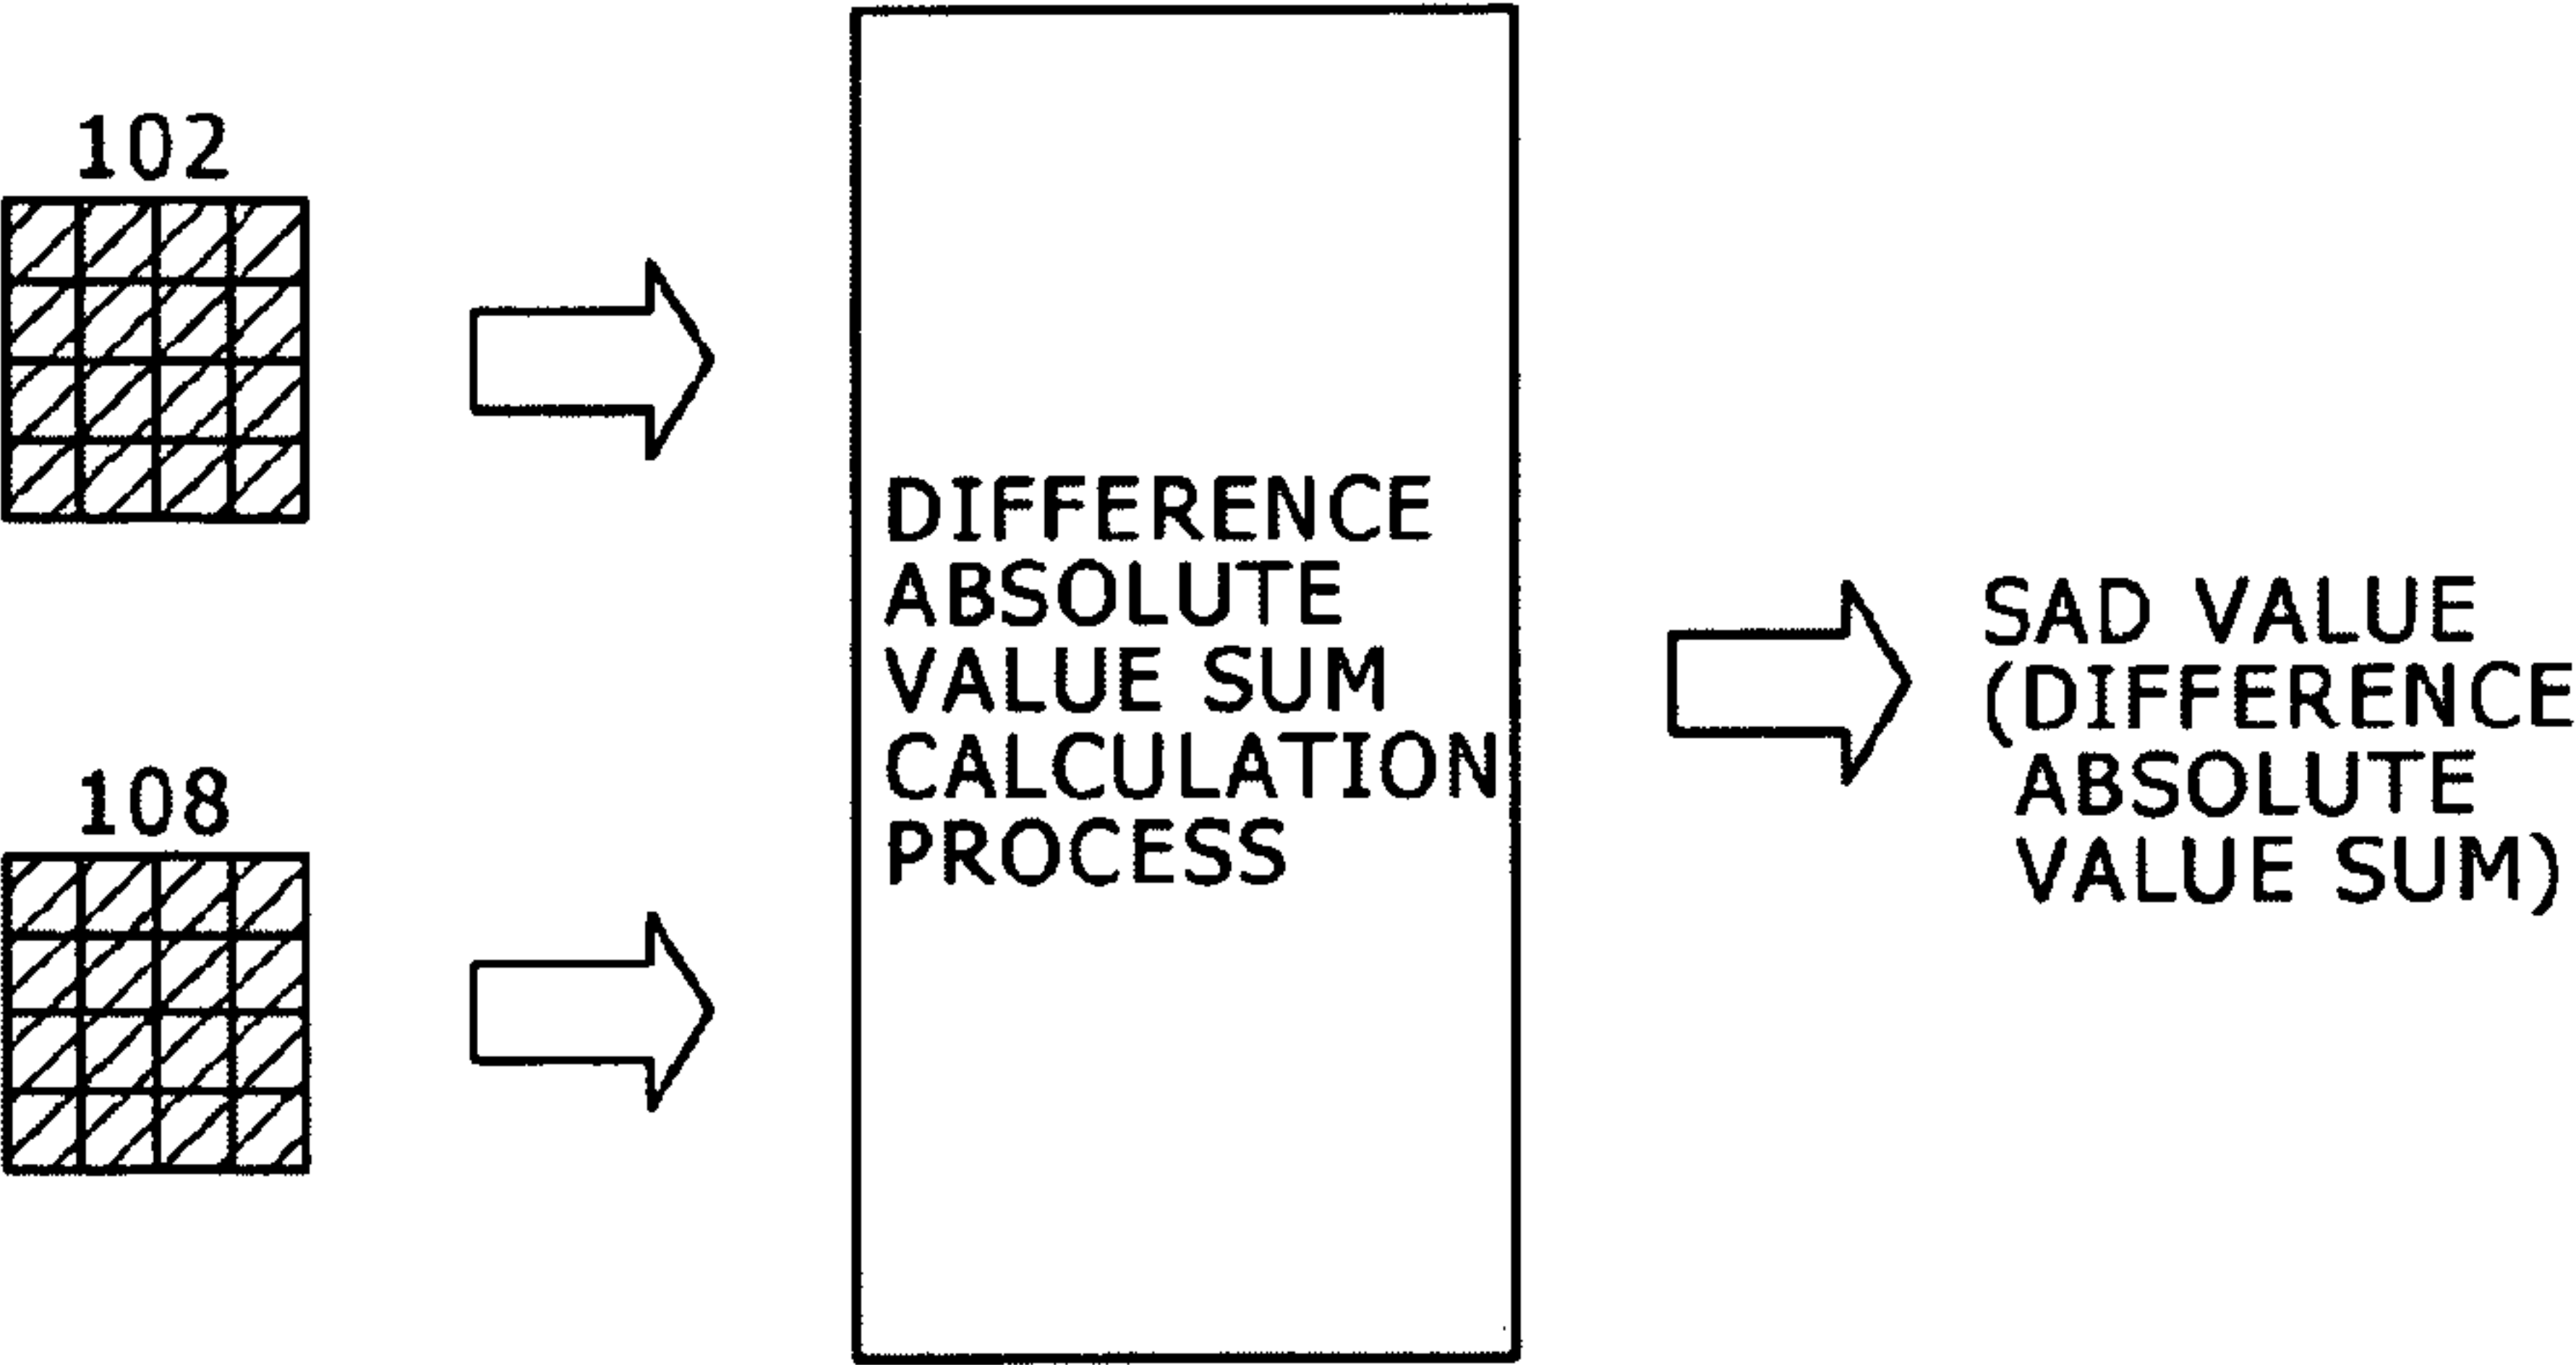 102
108
DIFFERENCE
ABSOLUTE
VALUE SUM
CALCULATION
PROCESS
SAD VALUE
(DIFFERENCE
ABSOLUTE
VALUE SUM)